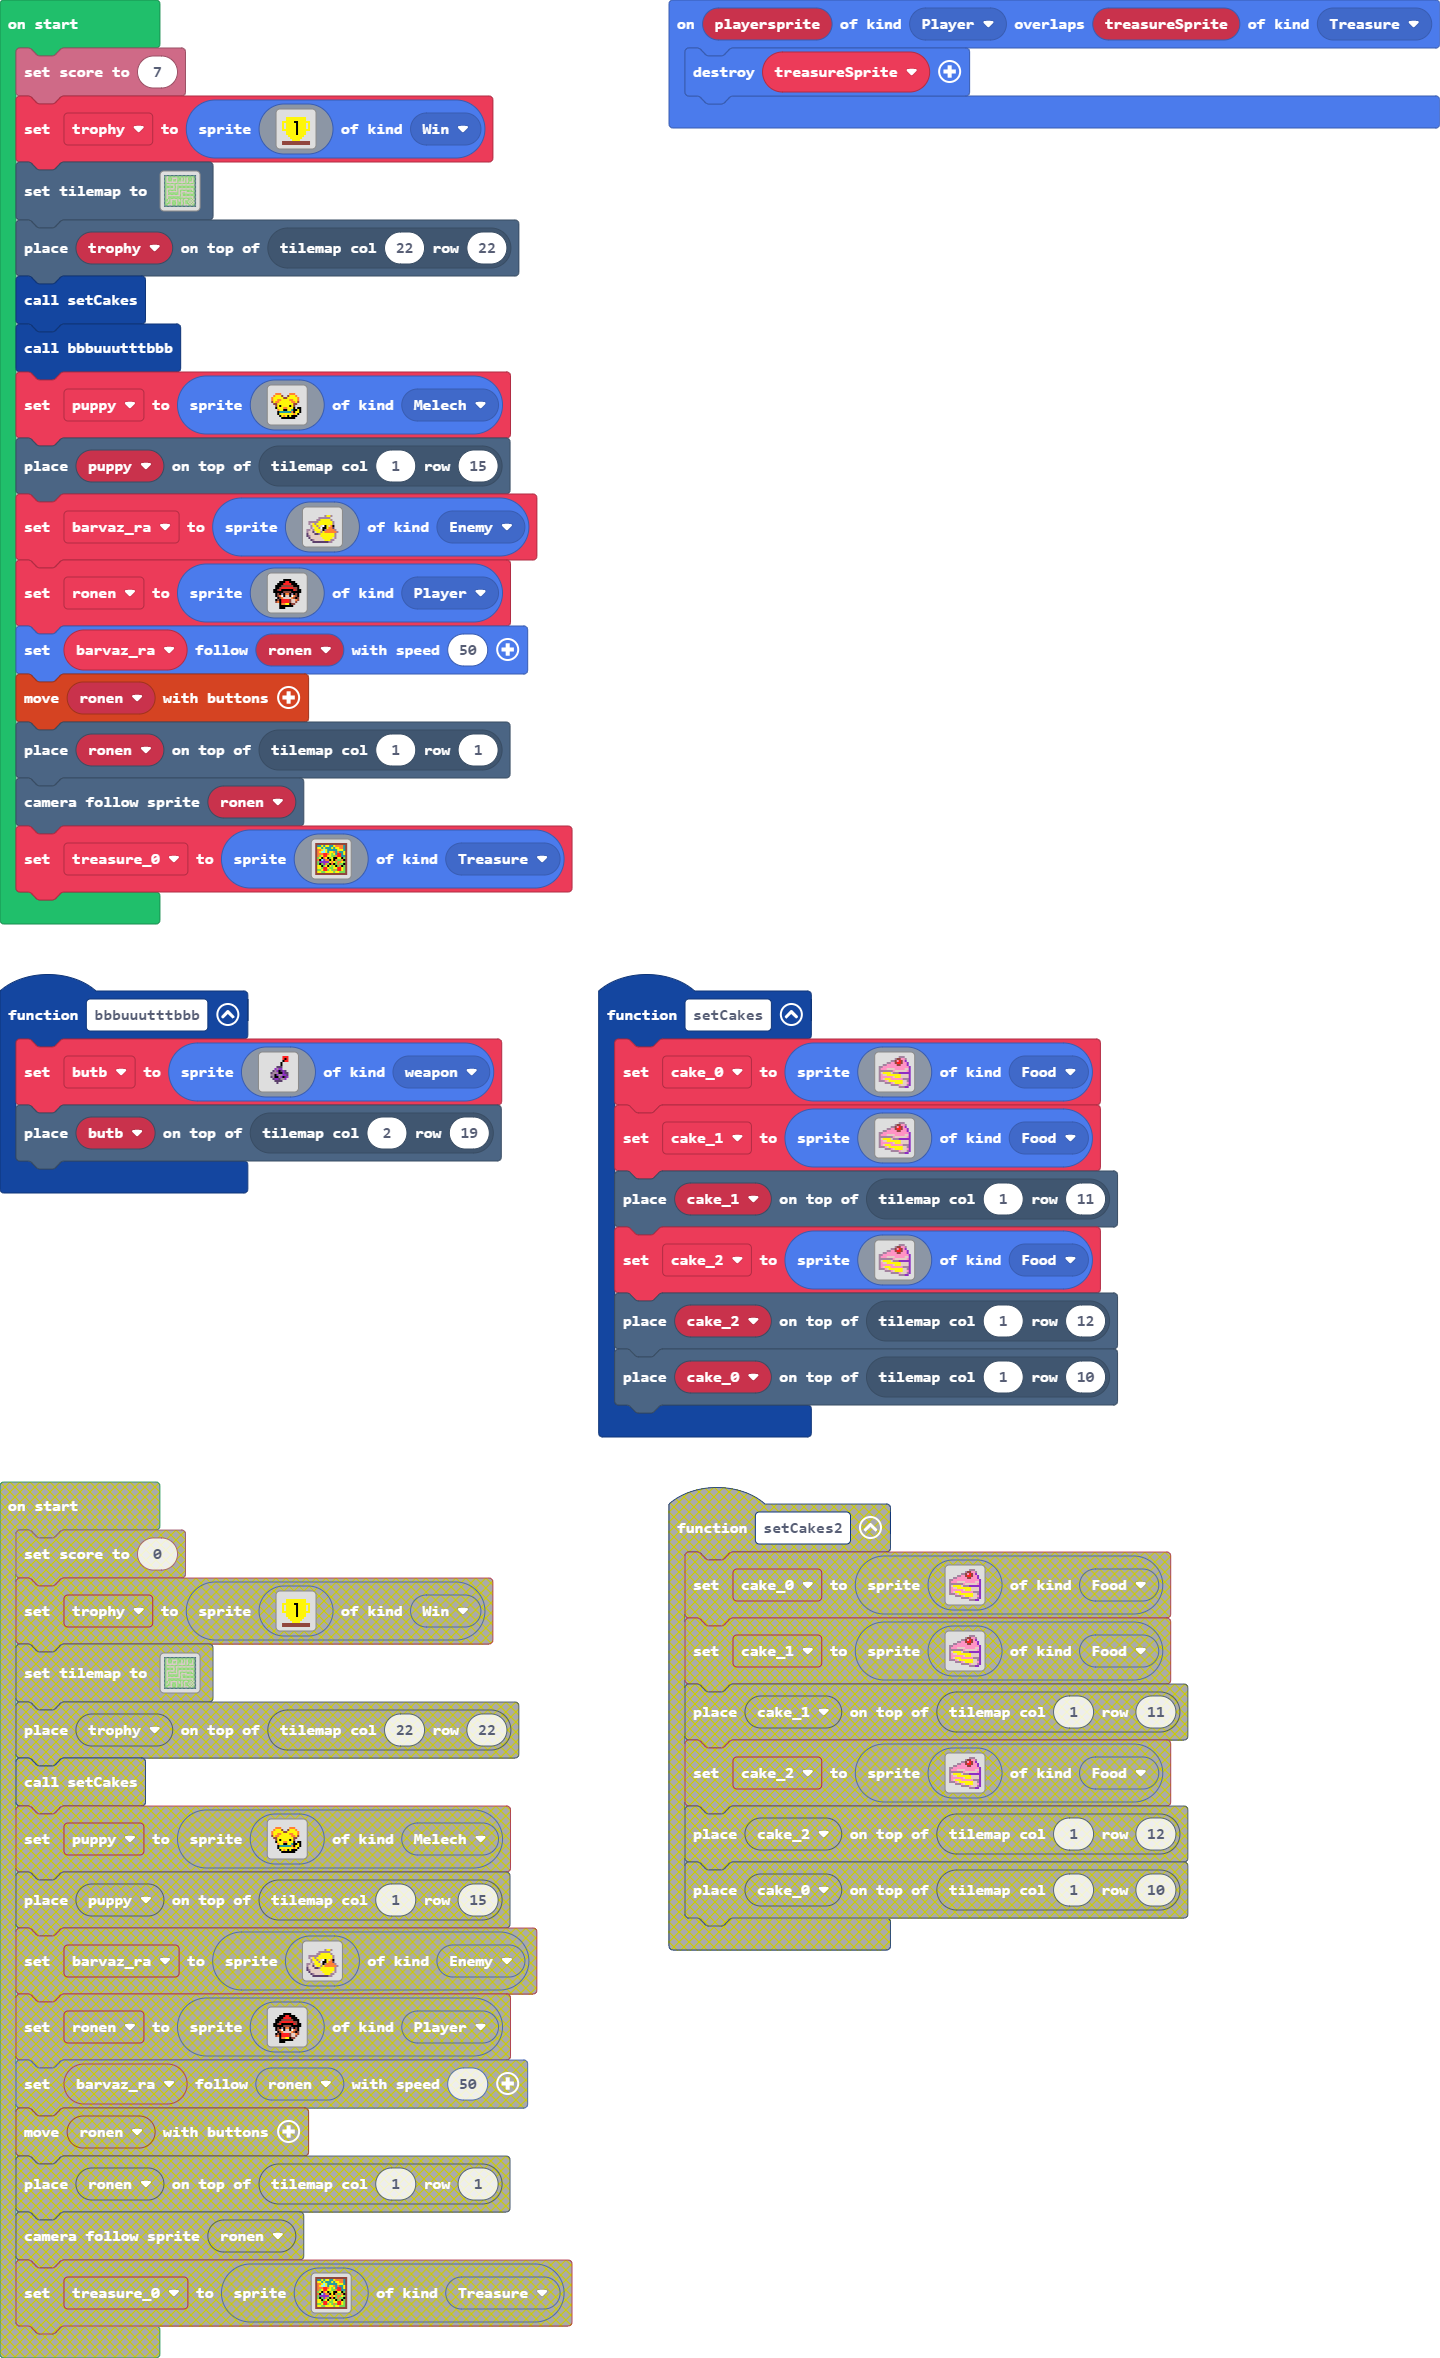 on start
set score to 7
set trophy to sprite 1 of kind Win
set tilemap to
place trophy on top of tilemap col 22 row 22
call setCakes
call bbbuuutttbbb
set puppy to sprite of kind Melech
place puppy on top of tilemap col 1 row 15
set barvaz_ra to sprite of kind Enemy
set ronen to sprite of kind Player
set barvaz_ra follow ronen with speed 50
move ronen with buttons
place ronen on top of tilemap col 1 row 1
camera follow sprite ronen
set treasure_0 to sprite of kind Treasure
on playersprite of kind Player overlaps treasureSprite of kind Treasure
destroy treasureSprite
function bbbuuutttbbb
set butb to sprite of kind weapon
place butb on top of tilemap col 2 row 19
function setCakes
set cake_0 to sprite of kind Food
set cake_1 to sprite of kind Food
place cake_1 on top of tilemap col 1 row 11
set cake_2 to sprite of kind Food
place cake_2 on top of tilemap col 1 row 12
place cake_0 on top of tilemap col 1 row 10
on start
set score to 0
set trophy to sprite 1 of kind Win
set tilemap to
place trophy on top of tilemap col 22 row 22
call setCakes
set puppy to sprite of kind Melech
place puppy on top of tilemap col 1 row 15
set barvaz_ra to sprite of kind Enemy
set ronen to sprite of kind Player
set barvaz_ra follow ronen with speed 50
move ronen with buttons
place ronen on top of tilemap col 1 row 1
camera follow sprite ronen
set treasure_0 to sprite of kind Treasure
function setCakes2
set cake_0 to sprite of kind Food
set cake_1 to sprite of kind Food
place cake_1 on top of tilemap col 1 row 11
set cake_2 to sprite of kind Food
place cake_2 on top of tilemap col 1 row 12
place cake_0 on top of tilemap col 1 row 10